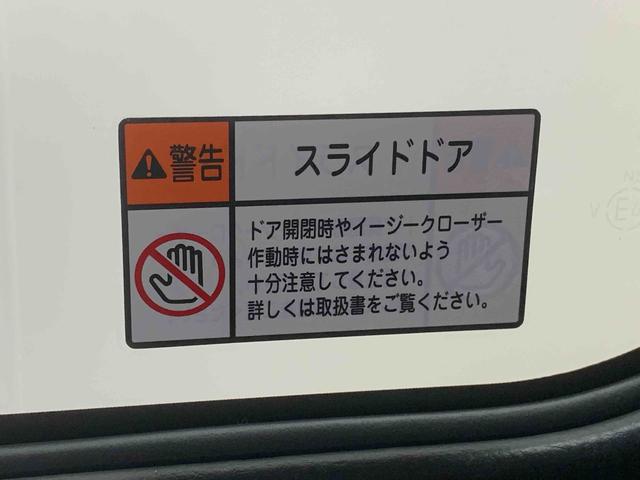 警告
スライドドア
ドア開閉時やイージークローザー
作動時にはさまれないよう
十分注意してください。
詳しくは取扱書をご覧ください。